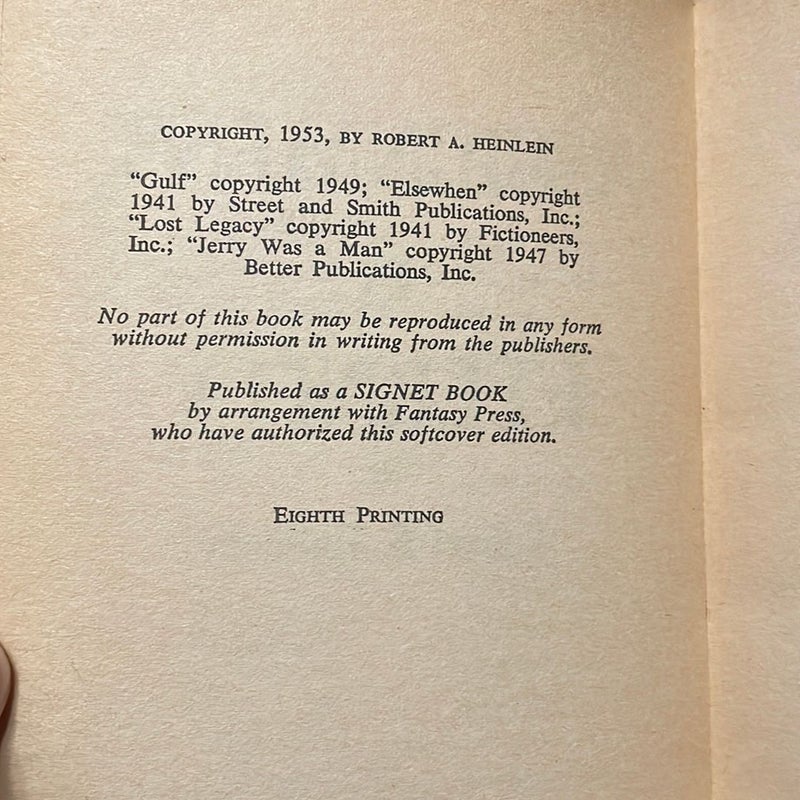 COPYRIGHT, 1953, BY ROBERT A. HEINLEIN
“Gulf” copyright 1949; “Elsewhen” copyright
1941 by Street and Smith Publications, Inc.;
“Lost Legacy” copyright 1941 by Fictioneers,
Inc.; “Jerry Was a Man” copyright 1947 by
Better Publications, Inc.
No part of this book may be reproduced in any form
without permission in writing from the publishers.
Published as a SIGNET BOOK
by arrangement with Fantasy Press,
who have authorized this softcover edition.
EIGHTH PRINTING